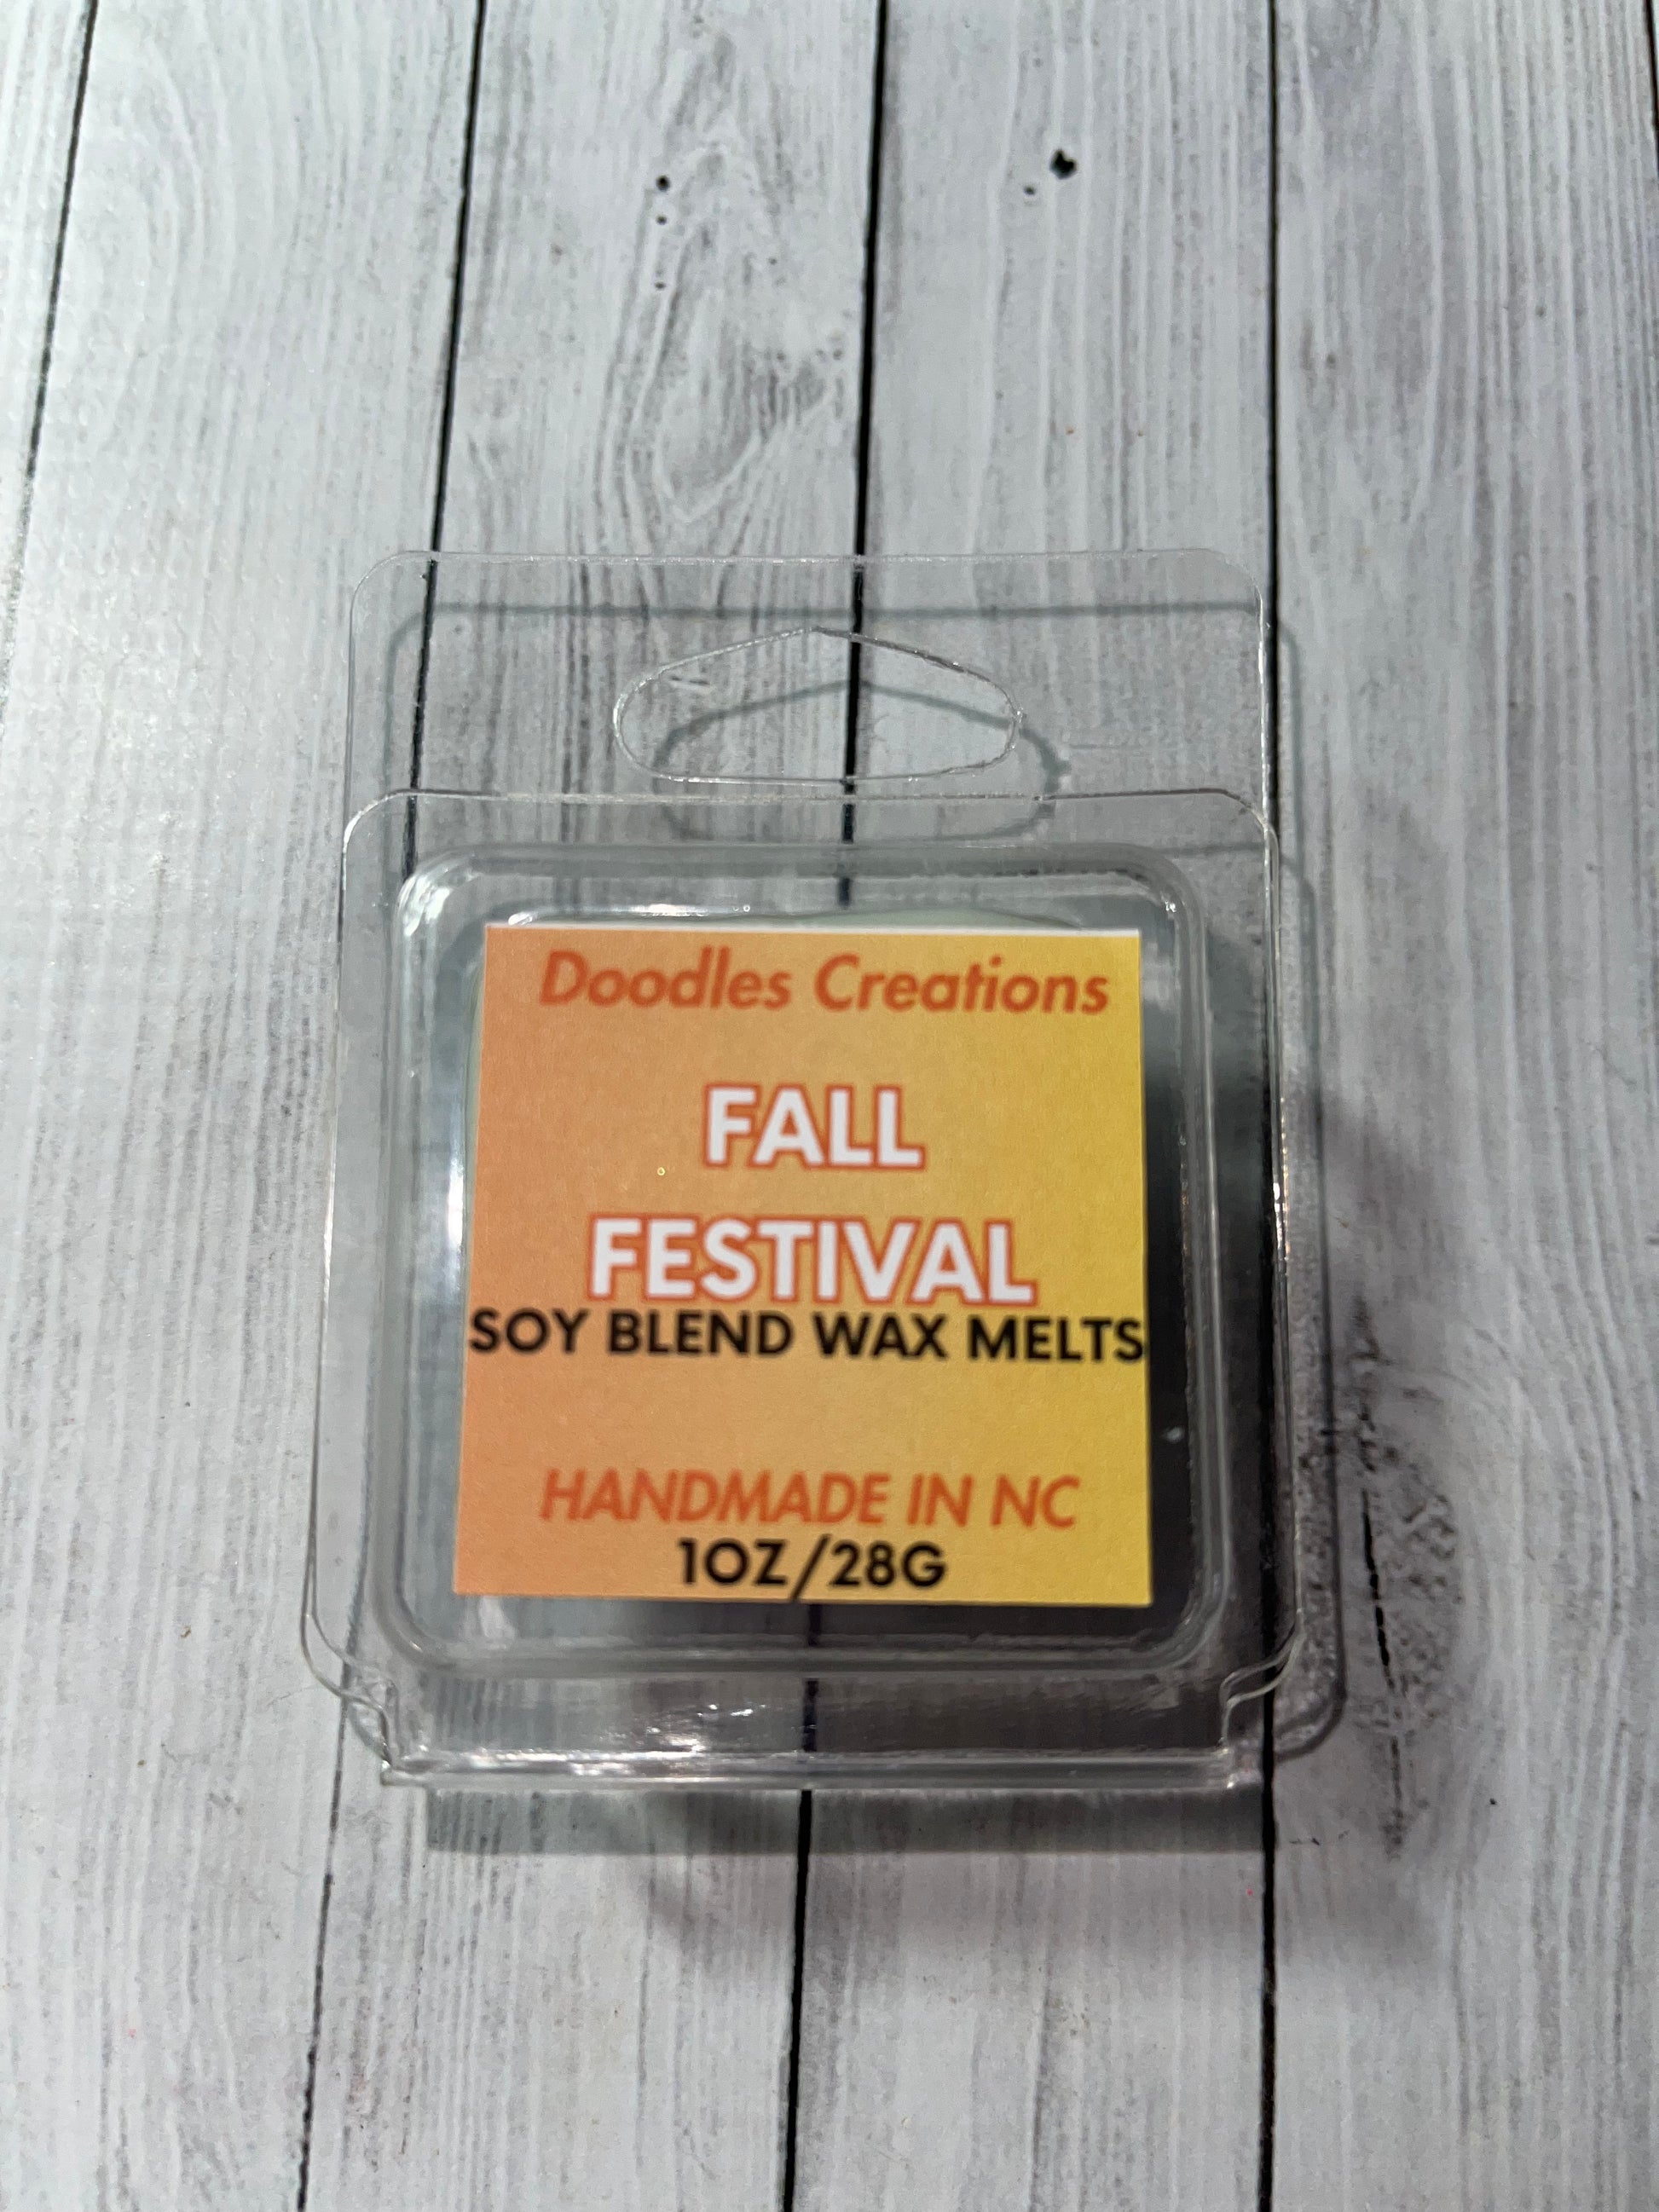 Doodles Creations
FALL
FESTIVAL
SOY BLEND WAX MELTS
HANDMADE IN NC
1OZ/28G